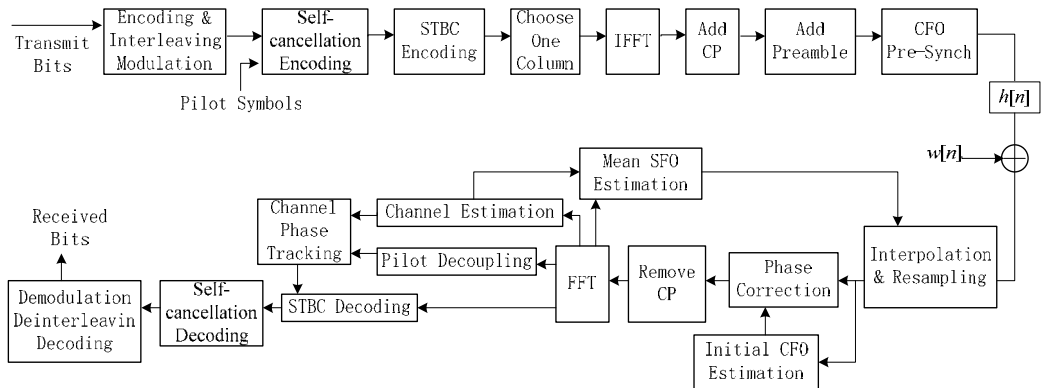 Transmit
Bits
Encoding &
Interleaving
Modulation
Pilot Symbols
Self-
cancellation
Encoding
STBC
Encoding
Choose
One
Column
IFFT
Add
CP
Add
Preamble
CFO
Pre-Synch
h[n]
w[n]
Interpolation
& Resampling
Mean SFO
Estimation
Phase
Correction
Initial CFO
Estimation
Remove
CP
FFT
Channel Estimation
Pilot Decoupling
Channel
Phase
Tracking
STBC Decoding
Self-
cancellation
Decoding
Demodulation
Deinterleavin
Decoding
Received
Bits